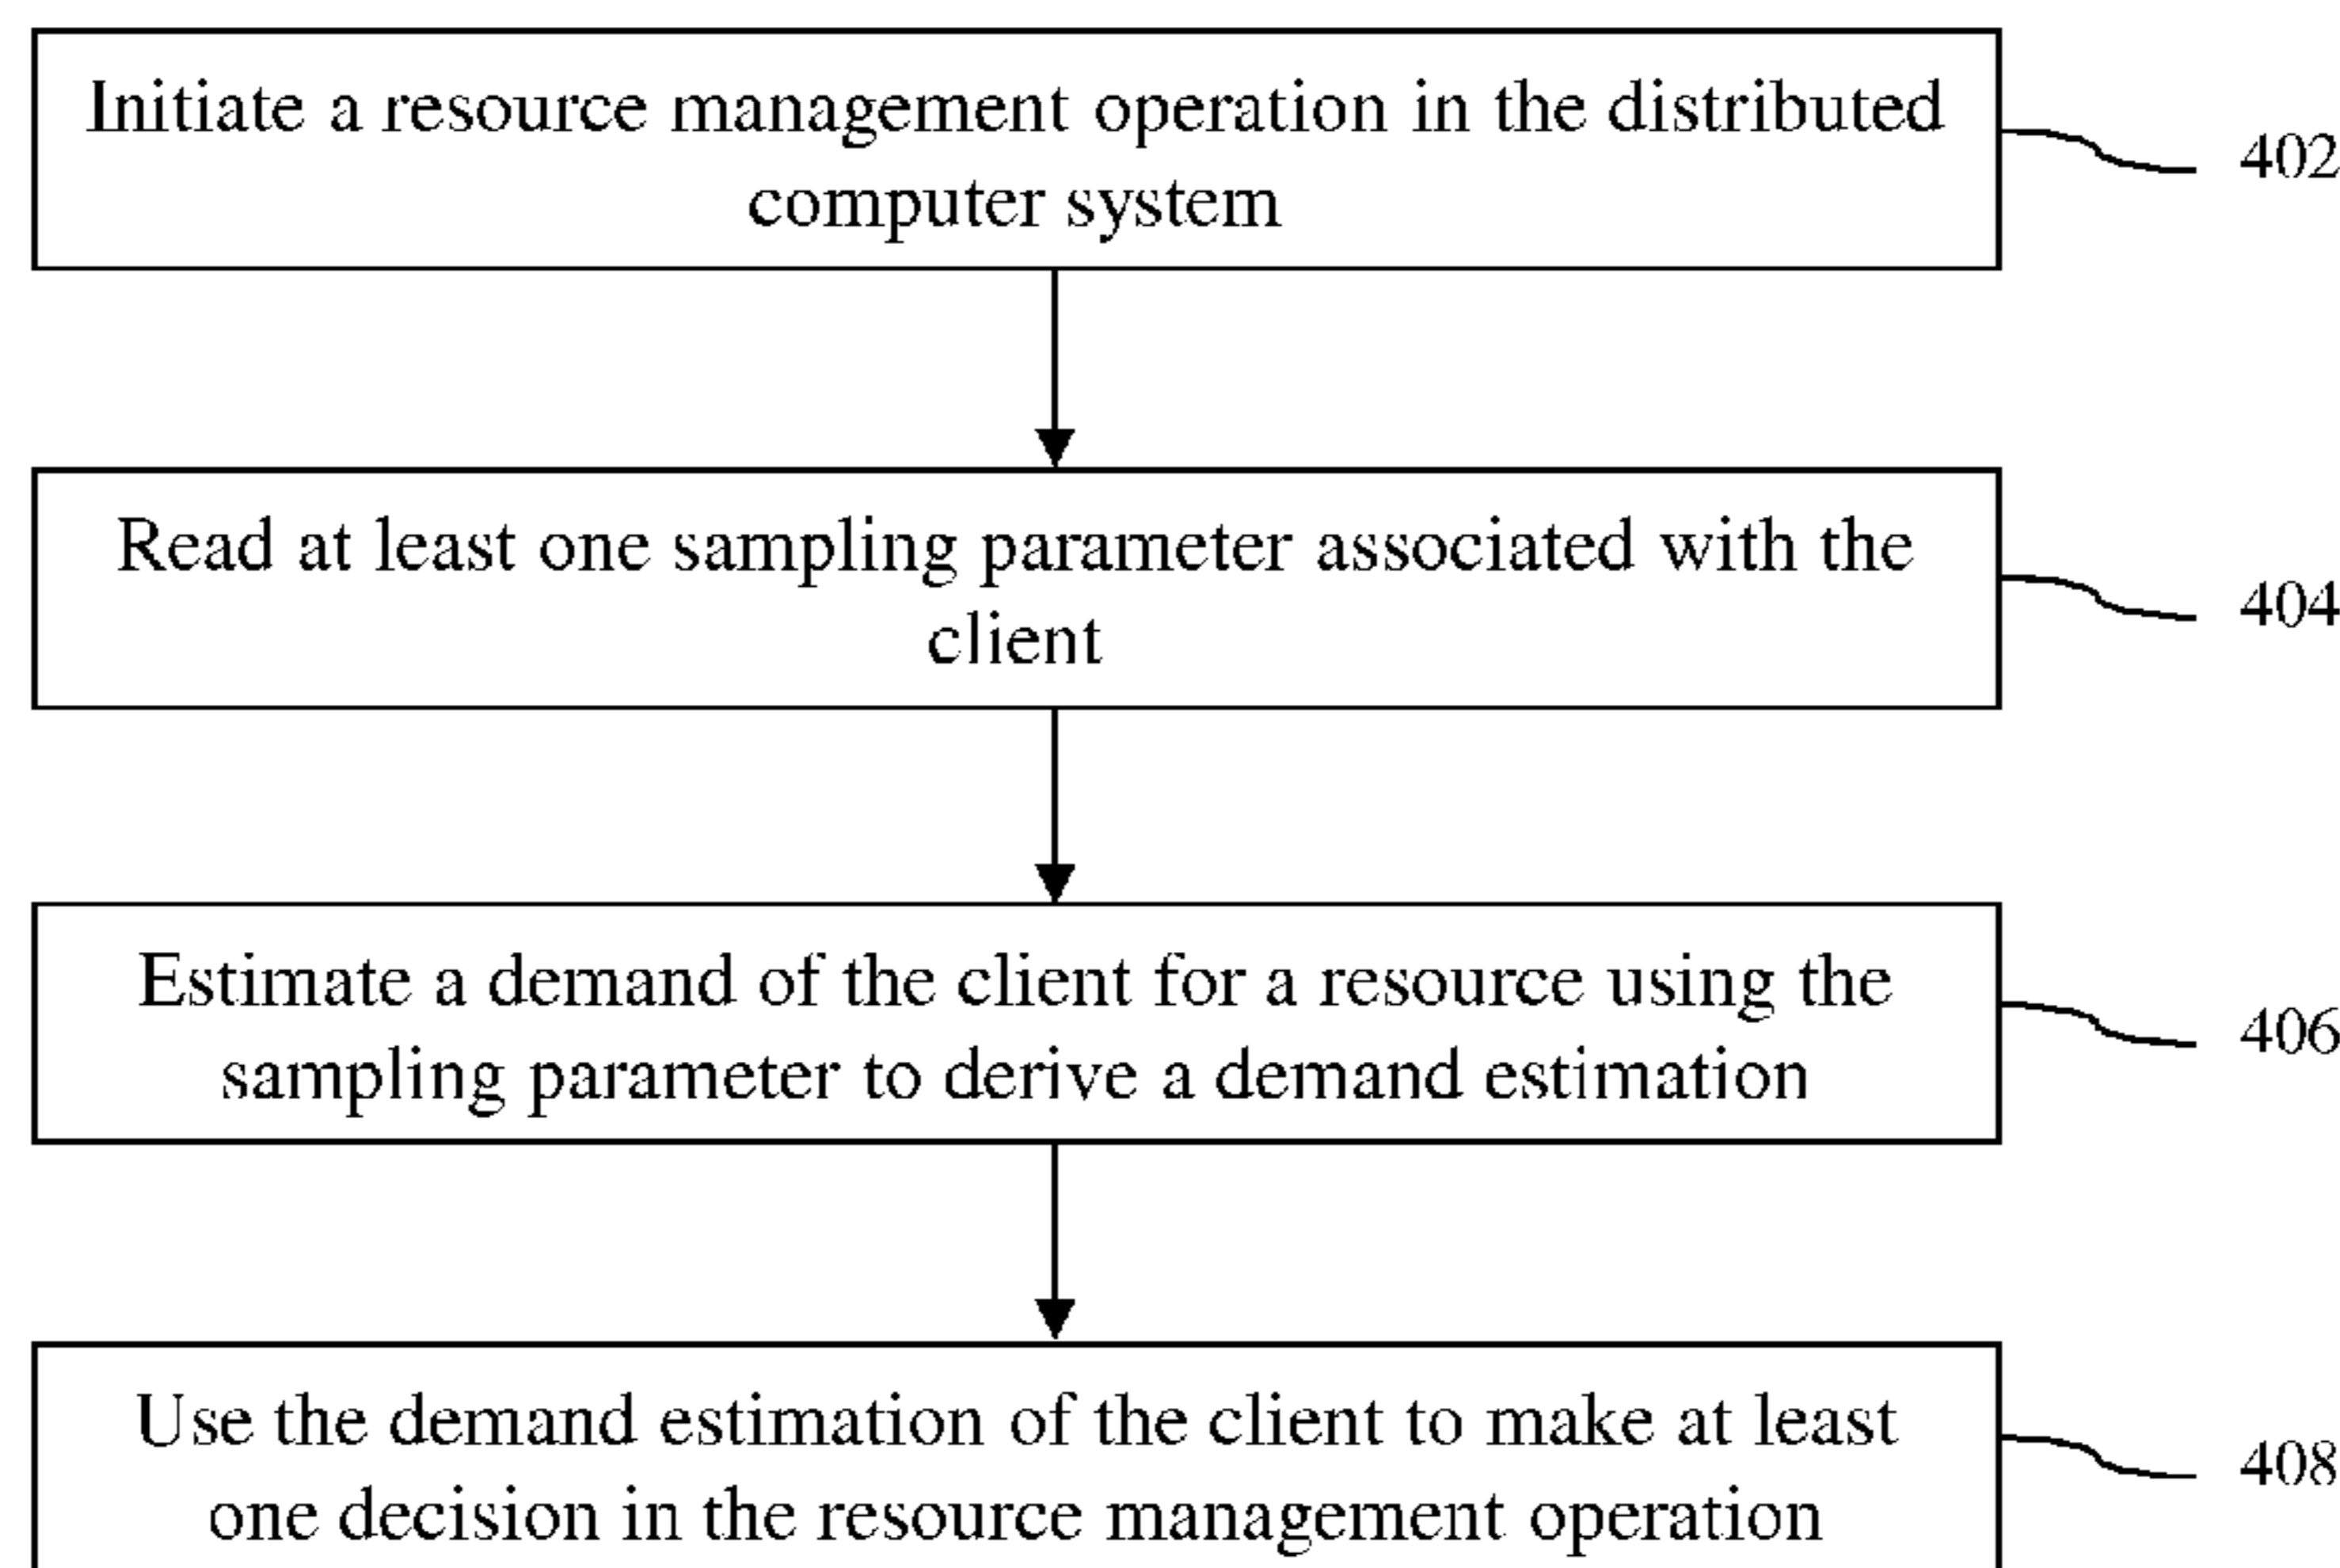 Initiate a resource management operation in the distributed
computer system
402
Read at least one sampling parameter associated with the
client
404
Estimate a demand of the client for a resource using the
sampling parameter to derive a demand estimation
406
Use the demand estimation of the client to make at least
one decision in the resource management operation
408